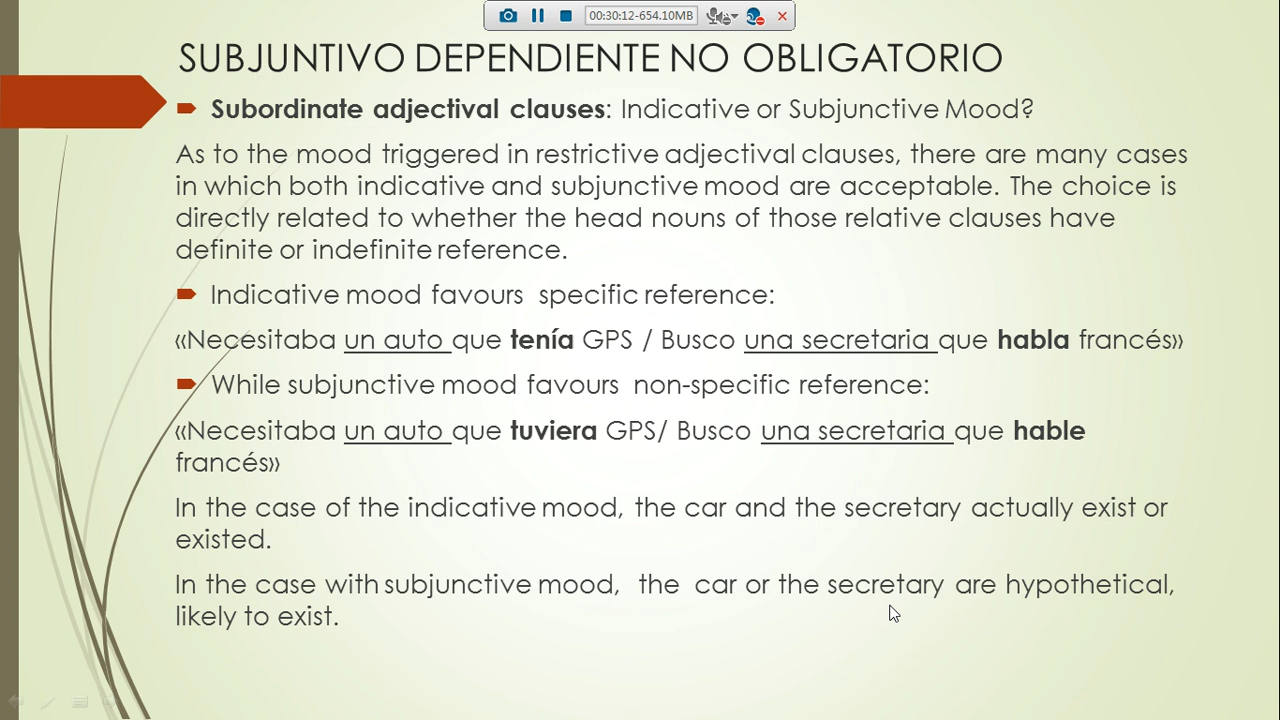 00:30:12-654.10MB
SUBJUNTIVO DEPENDIENTE NO OBLIGATORIO
Subordinate adjectival clauses: Indicative or Subjunctive Mood?
As to the mood triggered in restrictive adjectival clauses, there are many cases
in which both indicative and subjunctive mood are acceptable. The choice is
directly related to whether the head nouns of those relative clauses have
definite or indefinite reference.
Indicative mood favours specific reference:
«Necesitaba un auto que tenía GPS / Busco una secretaria que habla francés»
While subjunctive mood favours non-specific reference:
«Necesitaba un auto que tuviera GPS/ Busco una secretaria que hable
francés»
In the case of the indicative mood, the car and the secretary actually exist or
existed.
In the case with subjunctive mood, the car or the secretary are hypothetical,
likely to exist.